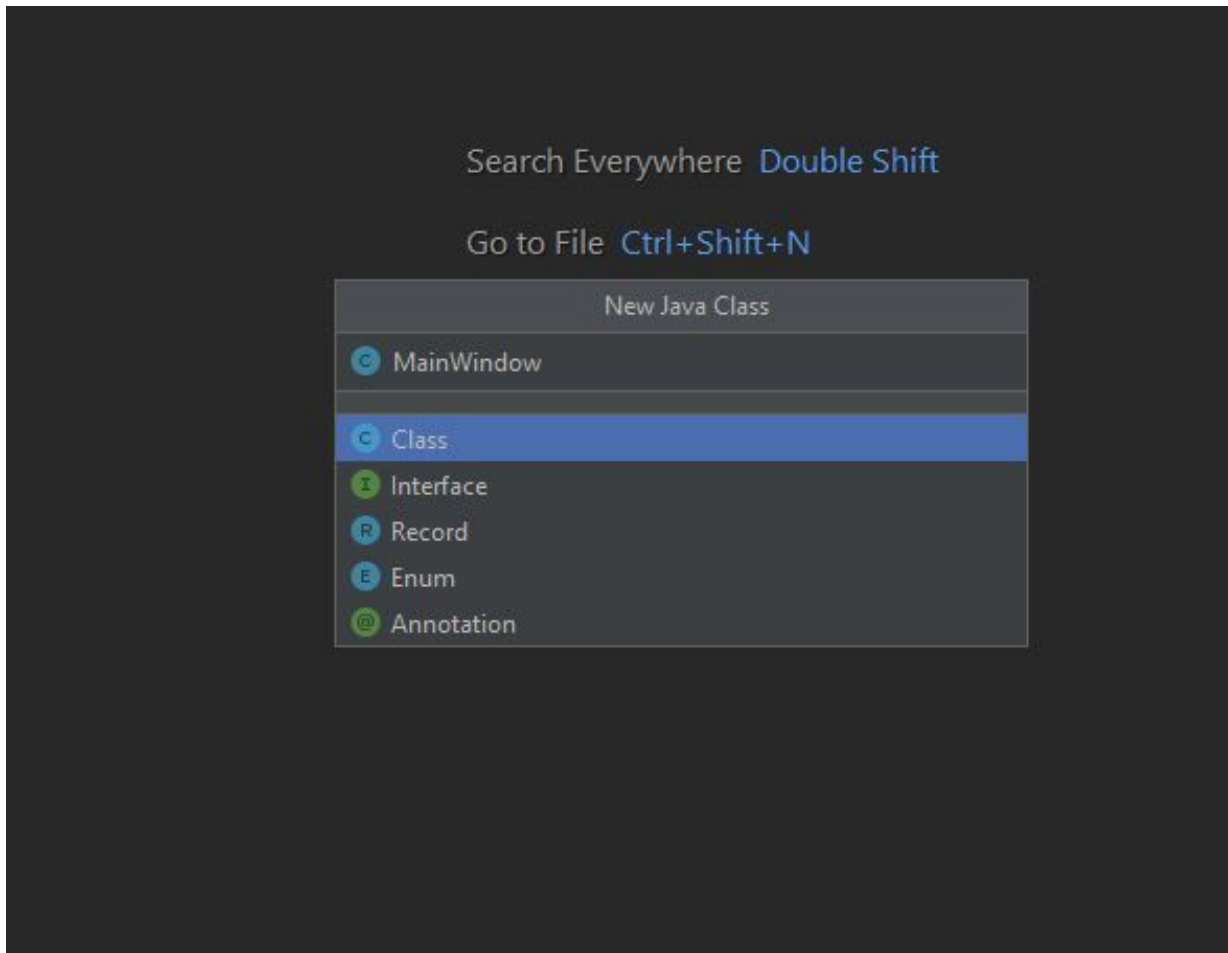 Search Everywhere Double Shift
Go to File Ctrl+Shift+N
New Java Class
C MainWindow
C Class
I Interface
R Record
E Enum
@ Annotation